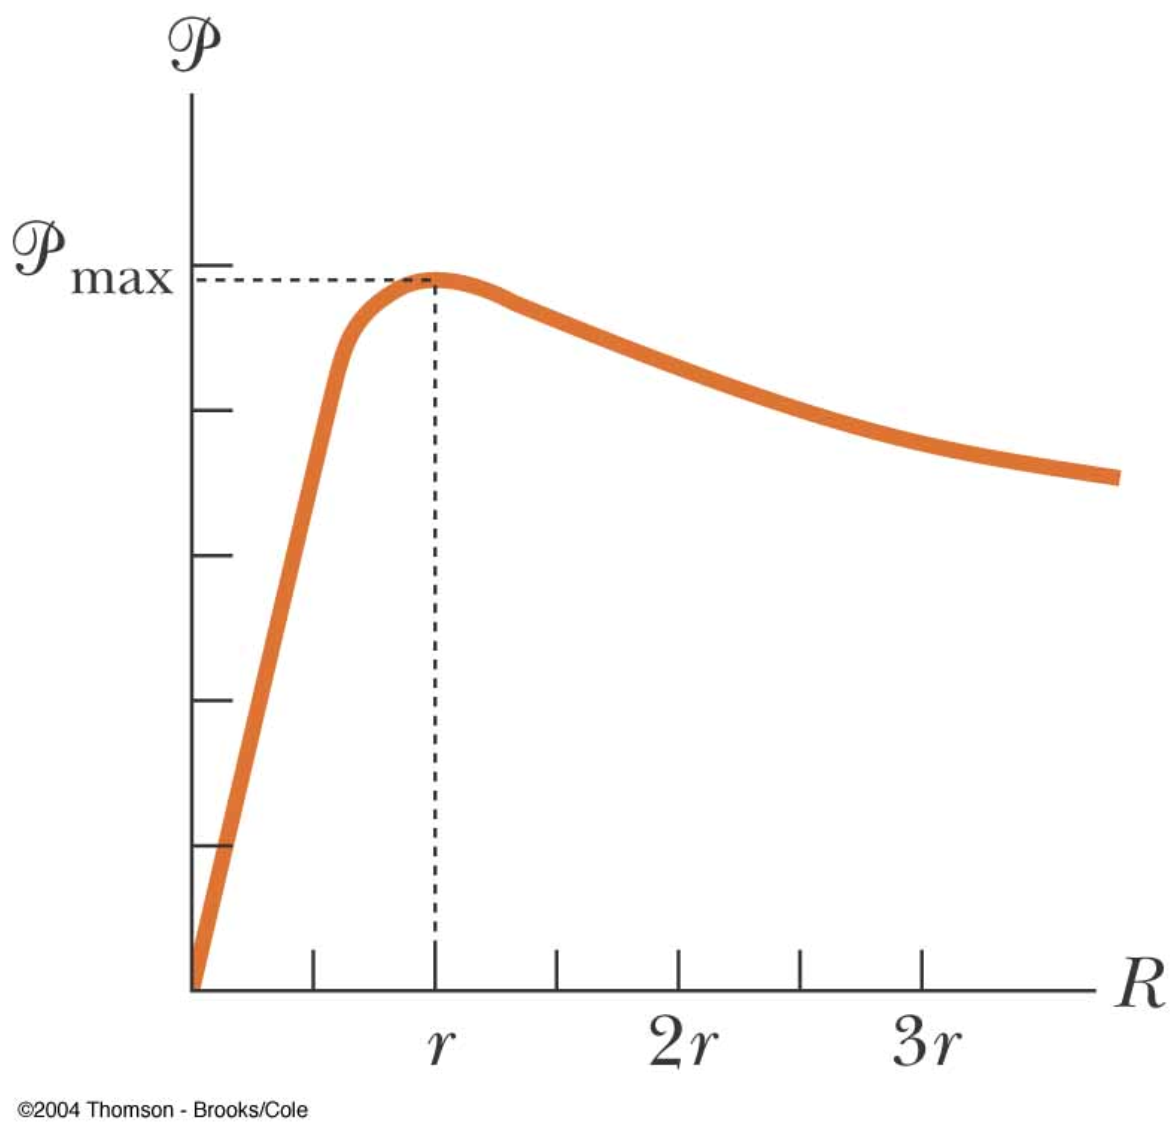 𝒫
𝒫max
R
r 2r 3r
©2004 Thomson - Brooks/Cole